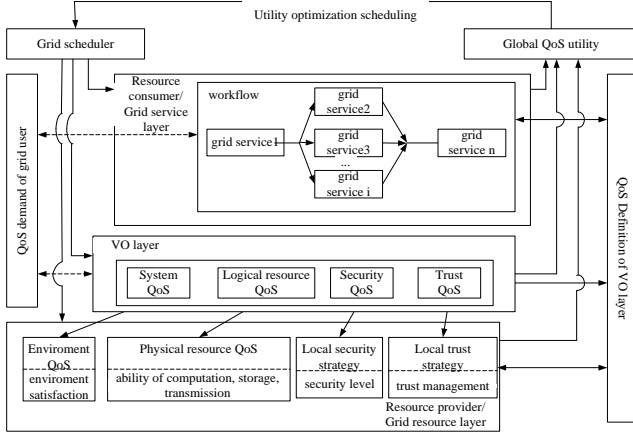 Utility optimization scheduling
Grid scheduler
Global QoS utility
Resource
consumer/
Grid service
layer
workflow
grid
service2
grid service1
grid
service3
...
grid
service i
grid
service n
QoS demand of grid user
QoS Definition of VO layer
VO layer
System
QoS
Logical resource
QoS
Security
QoS
Trust
QoS
Enviroment
QoS
enviroment
satisfaction
Physical resource QoS
ability of computation, storage,
transmission
Local security
strategy
security level
Local trust
strategy
trust management
Resource provider/
Grid resource layer